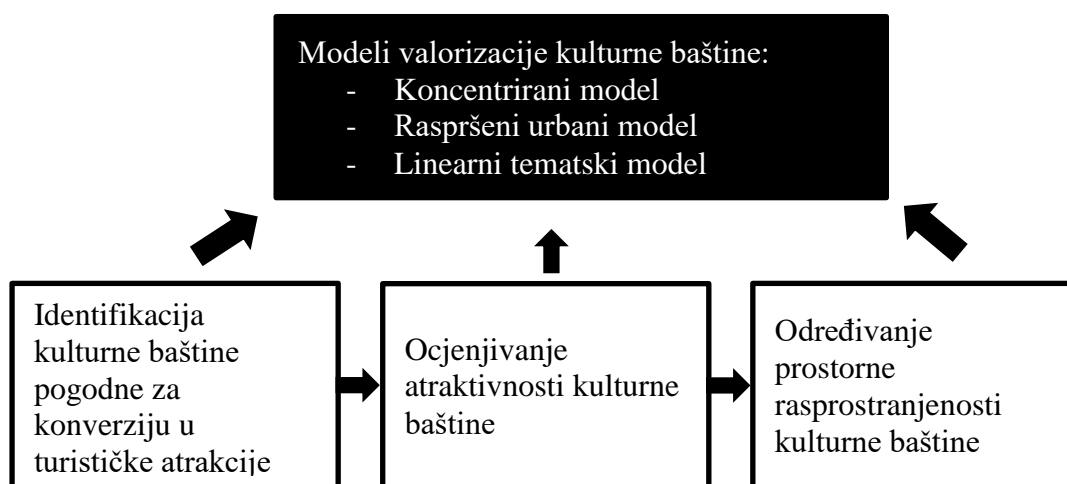 Modeli valorizacije kulturne baštine:
- Koncentrirani model
- Raspršeni urbani model
- Linearni tematski model
Identifikacija
kulturne baštine
pogodne za
konverziju u
turističke atrakcije
Ocjenjivanje
atraktivnosti kulturne
baštine
Određivanje
prostorne
rasprostranjenosti
kulturne baštine